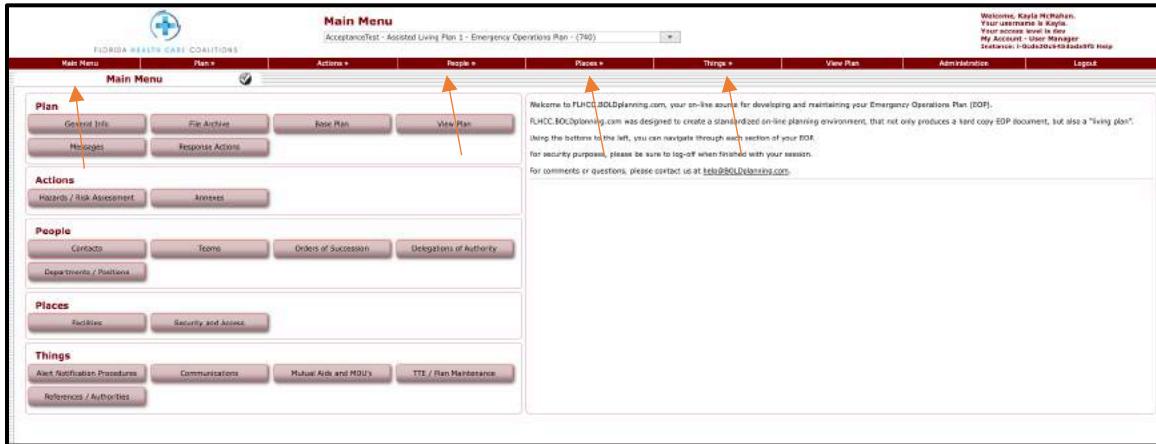 FLORIDA HEALTH CARE COALITIONS
Main Menu
AcceptanceTest - Assisted Living Plan 1 - Emergency Operations Plan - (740)
Welcome, Kayla McMahan.
Your username is Kayla.
Your access level is dev
My Account - User Manager
Help
Main Menu Plan » Actions » People » Places » Things » View Plan Administration Logout
Main Menu
Plan
General Info File Archive Base Plan View Plan
Messages Response Actions
Actions
Hazards / Risk Assessment Annexes
People
Contacts Teams Orders of Succession Delegations of Authority
Departments / Positions
Places
Facilities Security and Access
Things
Alert Notification Procedures Communications Mutual Aids and MOU's TTE / Plan Maintenance
References / Authorities
Welcome to FLHCC.BOLDplanning.com, your on-line source for developing and maintaining your Emergency Operations Plan (EOP).
FLHCC.BOLDplanning.com was designed to create a standardized on-line planning environment, that not only produces a hard copy EOP document, but also a "living plan".
Using the buttons to the left, you can navigate through each section of your EOP.
For security purposes, please be sure to log-off when finished with your session.
For comments or questions, please contact us at help@BOLDplanning.com.